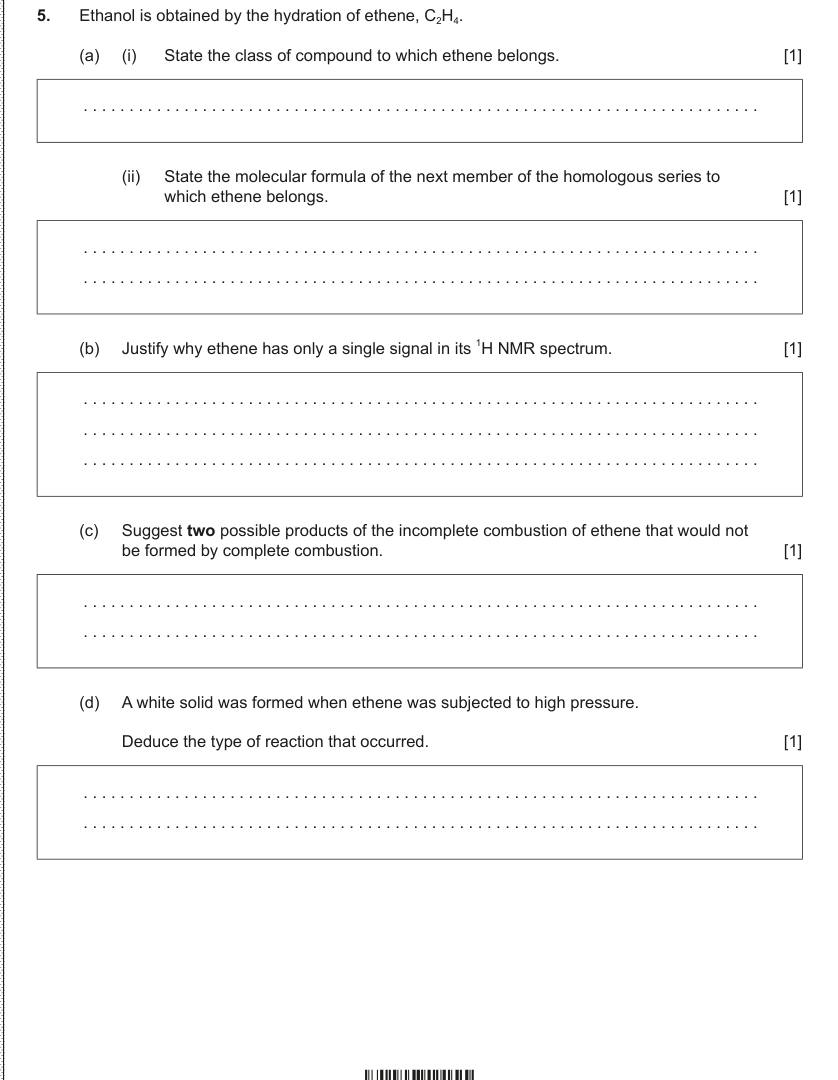 5. Ethanol is obtained by the hydration of ethene, C₂H₄.
(a) (i) State the class of compound to which ethene belongs. [1]
(ii) State the molecular formula of the next member of the homologous series to
which ethene belongs. [1]
(b) Justify why ethene has only a single signal in its ¹H NMR spectrum. [1]
(c) Suggest two possible products of the incomplete combustion of ethene that would not
be formed by complete combustion. [1]
(d) A white solid was formed when ethene was subjected to high pressure.
Deduce the type of reaction that occurred. [1]